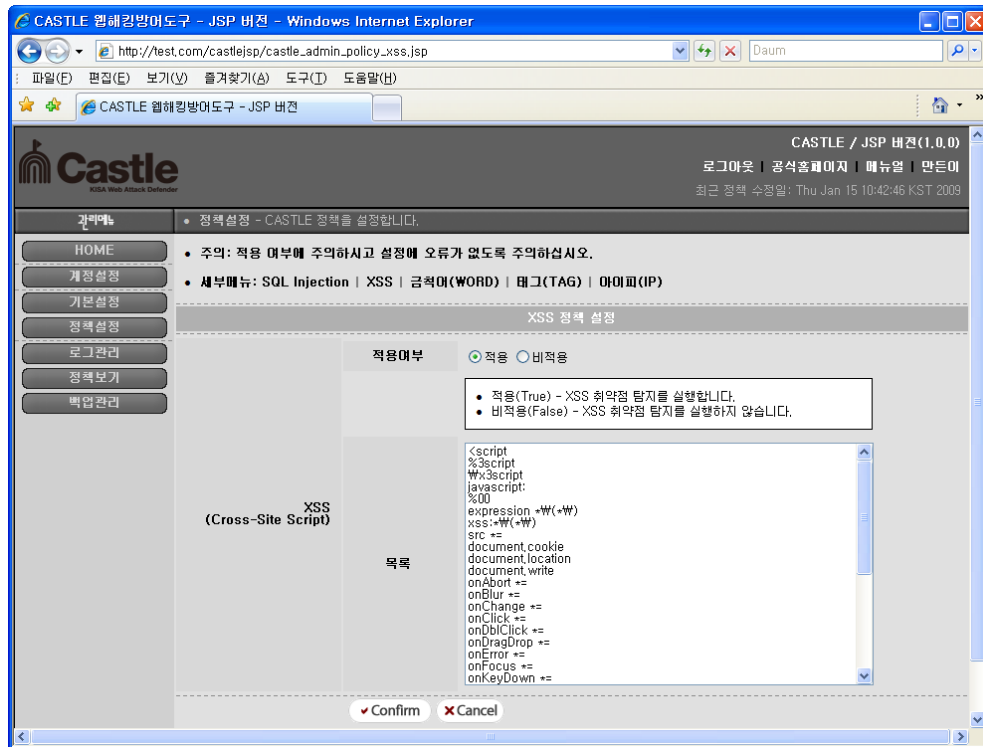 CASTLE 웹해킹방어도구 - JSP 버전 - Windows Internet Explorer
http://test.com/castlejsp/castle_admin_policy_xss.jsp
Daum
파일(F) 편집(E) 보기(V) 즐겨찾기(A) 도구(T) 도움말(H)
CASTLE 웹해킹방어도구 - JSP 버전
Castle
KISA Web Attack Defender
CASTLE / JSP 버전(1.0.0)
로그아웃 | 공식홈페이지 | 메뉴얼 | 만든이
최근 정책 수정일: Thu Jan 15 10:42:46 KST 2009
관리메뉴
• 정책설정 - CASTLE 정책을 설정합니다.
HOME
계정설정
기본설정
정책설정
로그관리
정책보기
백업관리
• 주의: 적용 여부에 주의하시고 설정에 오류가 없도록 주의하십시오.
• 세부메뉴: SQL Injection | XSS | 금칙어(WORD) | 태그(TAG) | 아이피(IP)
XSS 정책 설정
XSS
(Cross-Site Script)
적용여부
적용 비적용
• 적용(True) - XSS 취약점 탐지를 실행합니다.
• 비적용(False) - XSS 취약점 탐지를 실행하지 않습니다.
목록
<script
%3script
₩x3script
javascript:
%00
expression *₩(*₩)
xss:*₩(*₩)
src *=
document.cookie
document.location
document.write
onAbort *=
onBlur *=
onChange *=
onClick *=
onDblClick *=
onDragDrop *=
onError *=
onFocus *=
onKeyDown *=
Confirm Cancel